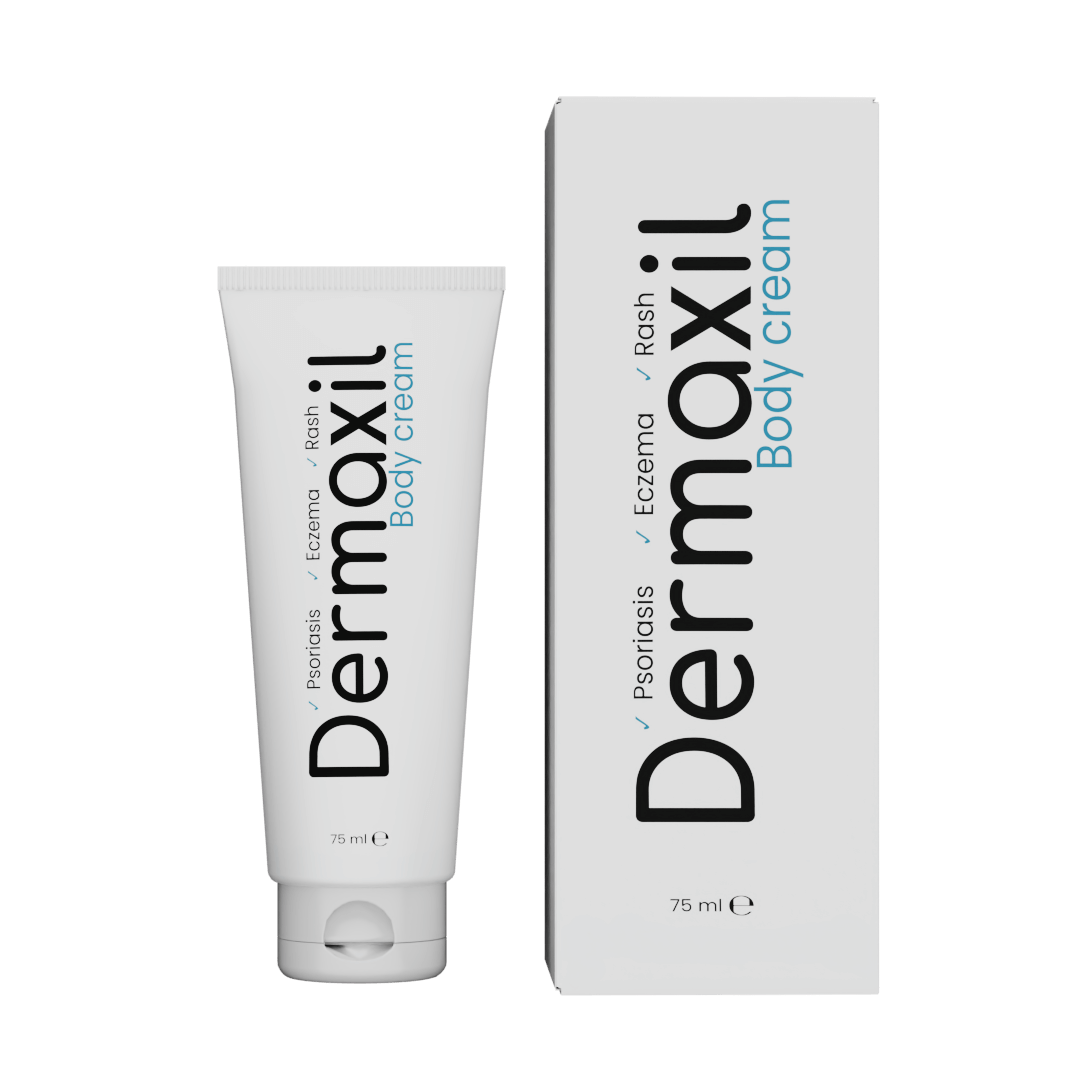 ✓ Psoriasis ✓ Eczema ✓ Rash
Dermaxil
Body cream
75 ml ℮
✓ Psoriasis ✓ Eczema ✓ Rash
Dermaxil
Body cream
75 ml ℮